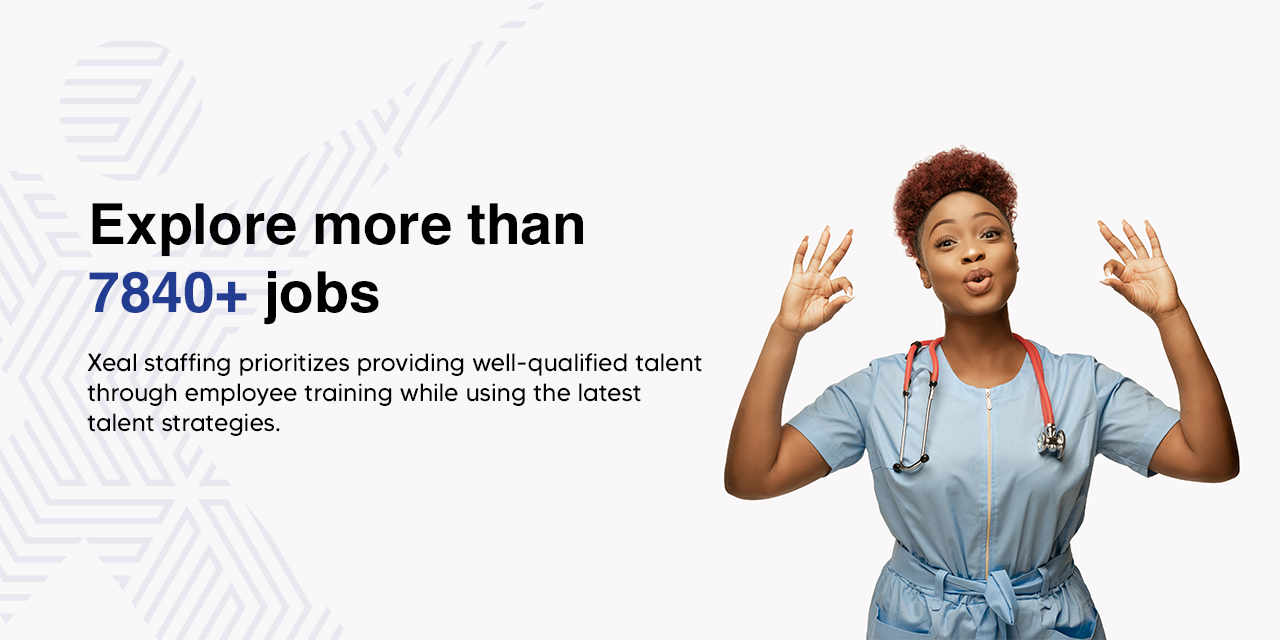 Explore more than
7840+ jobs
Xeal staffing prioritizes providing well-qualified talent
through employee training while using the latest
talent strategies.